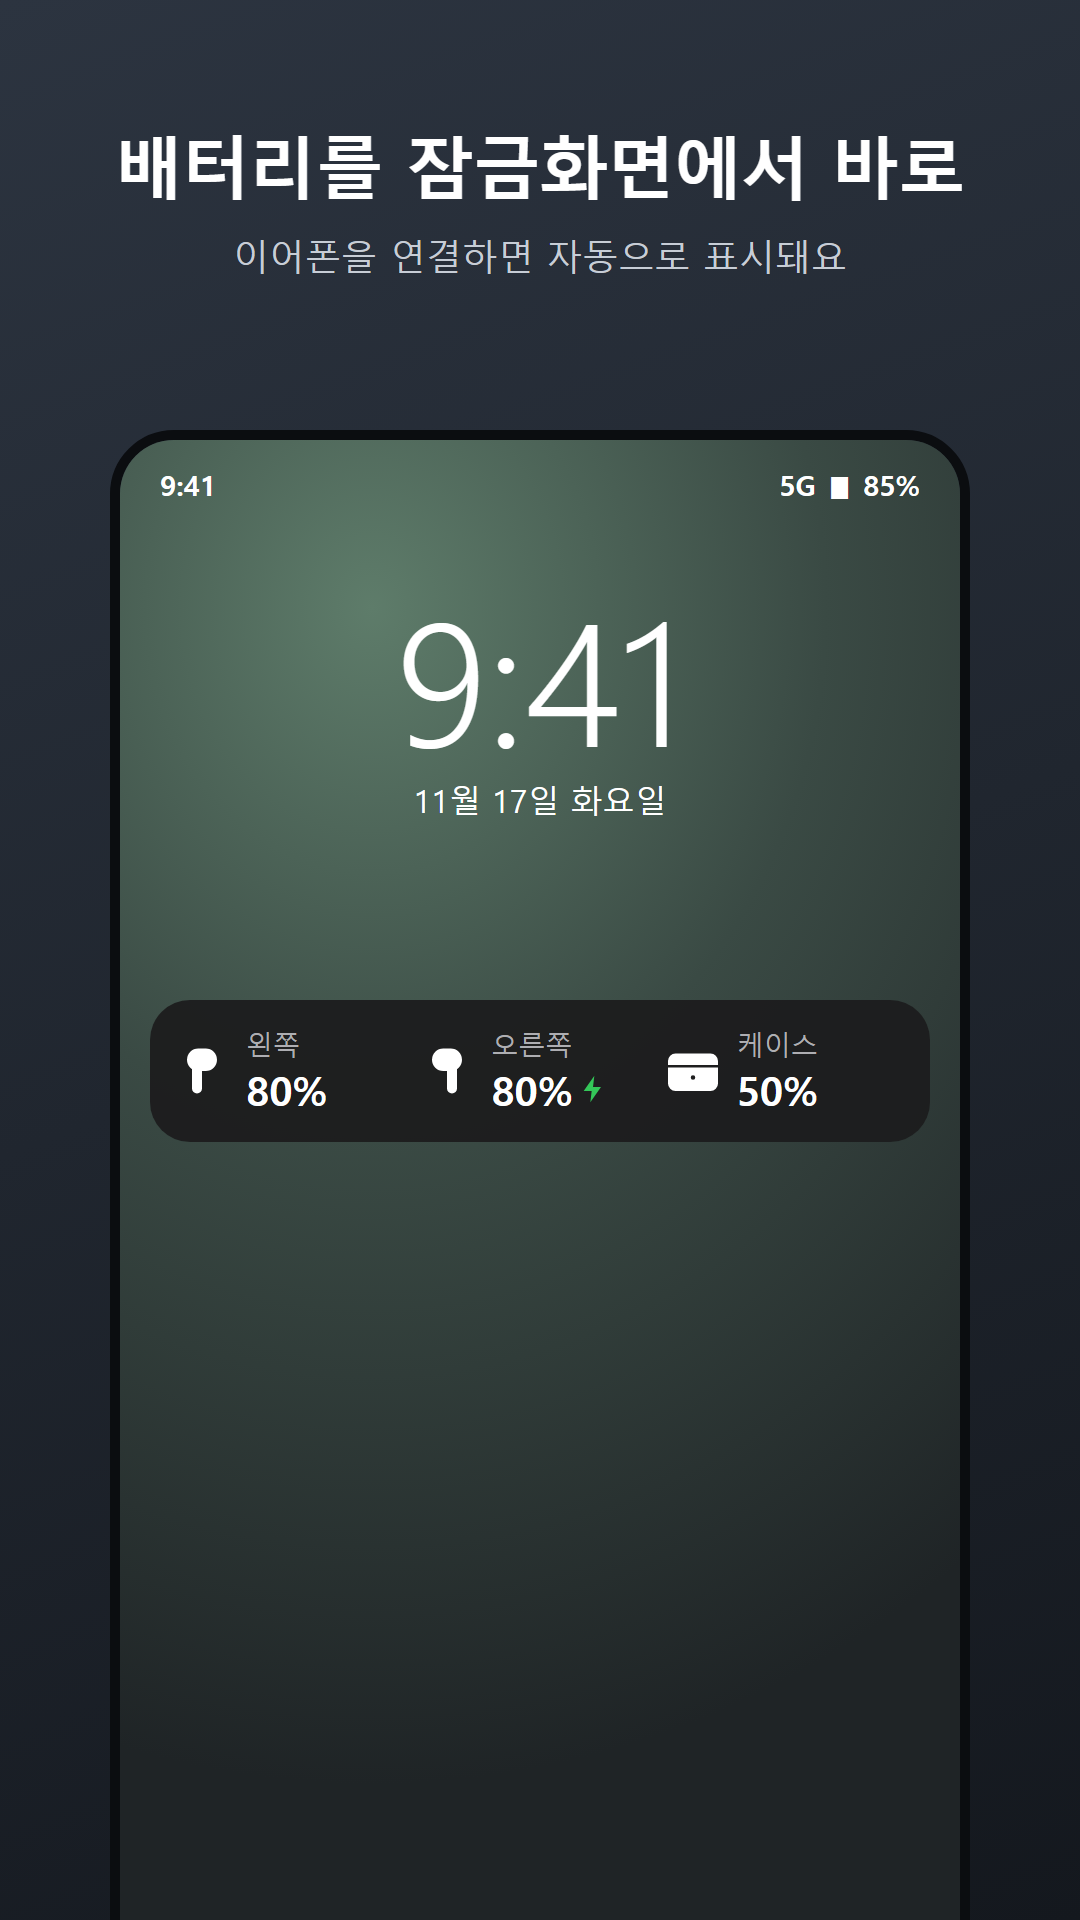 배터리를 잠금화면에서 바로
이어폰을 연결하면 자동으로 표시돼요
9:41
5G 85%
9:41
11월 17일 화요일
왼쪽
80%
오른쪽
80%
케이스
50%